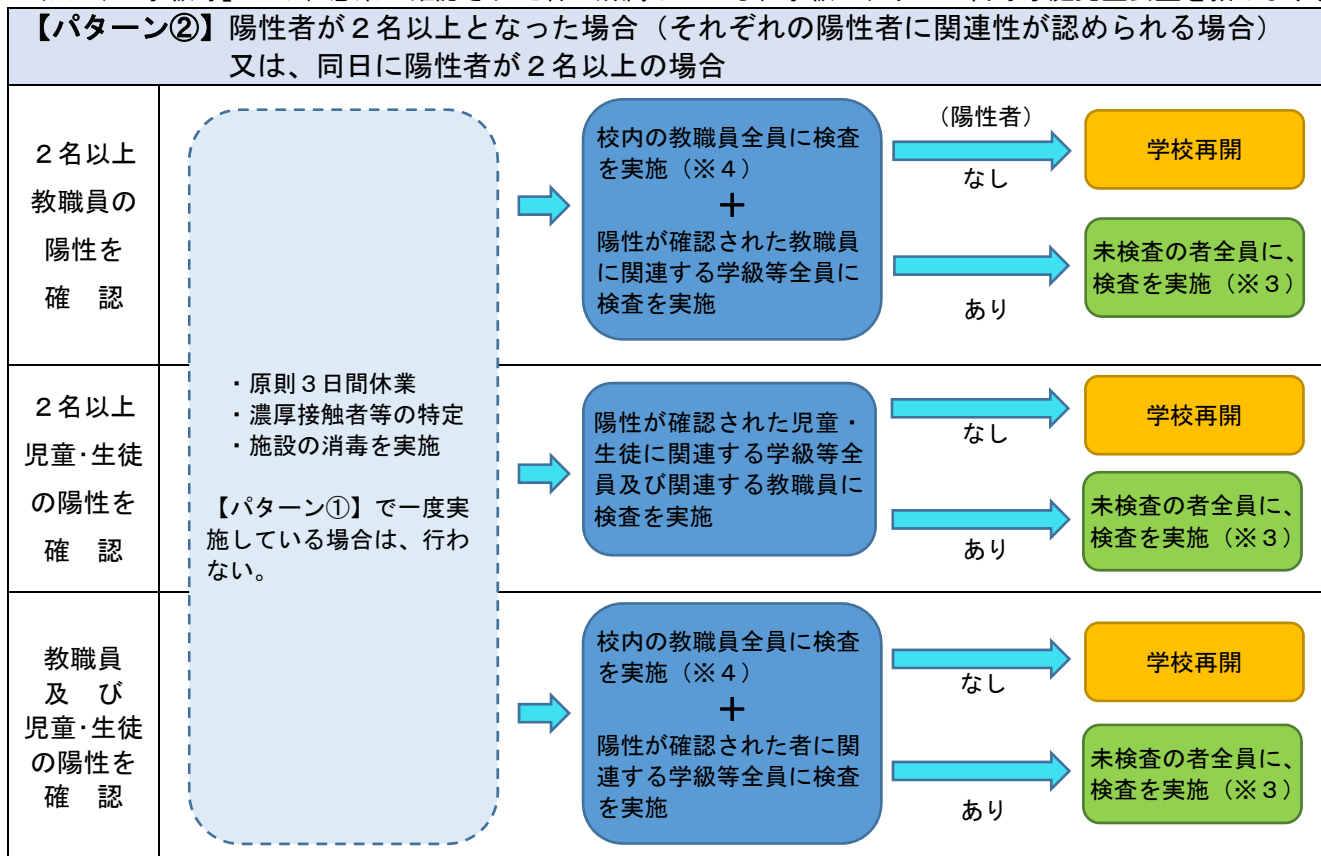 【パターン②】陽性者が２名以上となった場合（それぞれの陽性者に関連性が認められる場合）
又は、同日に陽性者が２名以上の場合
２名以上
教職員の
陽性を
確　認
・原則３日間休業
・濃厚接触者等の特定
・施設の消毒を実施
【パターン①】で一度実
施している場合は、行わ
ない。
校内の教職員全員に検査
を実施（※４）
＋
陽性が確認された教職員
に関連する学級等全員に
検査を実施
（陽性者）
なし
学校再開
あり
未検査の者全員に、
検査を実施（※３）
２名以上
児童･生徒
の陽性を
確　認
陽性が確認された児童・
生徒に関連する学級等全
員及び関連する教職員に
検査を実施
なし
学校再開
あり
未検査の者全員に、
検査を実施（※３）
教職員
及　び
児童･生徒
の陽性を
確　認
校内の教職員全員に検査
を実施（※４）
＋
陽性が確認された者に関
連する学級等全員に検査
を実施
なし
学校再開
あり
未検査の者全員に、
検査を実施（※３）